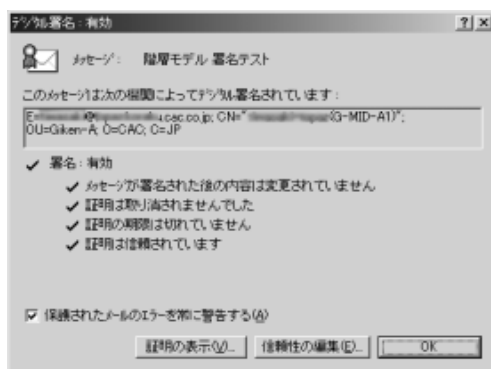 デジタル署名：有効
メッセージ： 階層モデル 署名テスト
このメッセージは次の機関によってデジタル署名されています：
E= .cac.co.jp; CN=" (G-MID-A1)";
OU=Giken-A; O=CAC; C=JP
署名：有効
メッセージが署名された後の内容は変更されていません
証明は取り消されませんでした
証明の期限は切れていません
証明は信頼されています
保護されたメールのエラーを常に警告する(A)
証明の表示(V)... 信頼性の編集(E)... OK